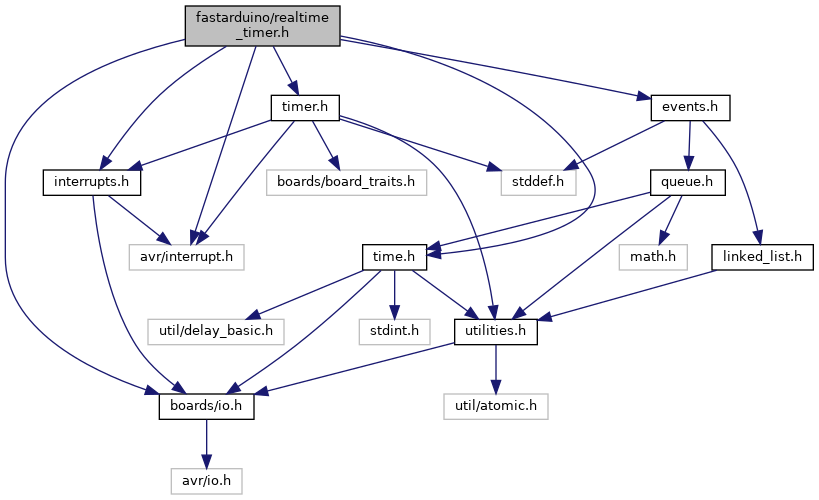 fastarduino/realtime
_timer.h
timer.h
events.h
interrupts.h
boards/board_traits.h
stddef.h
queue.h
avr/interrupt.h
time.h
math.h
linked_list.h
util/delay_basic.h
stdint.h
utilities.h
boards/io.h
util/atomic.h
avr/io.h